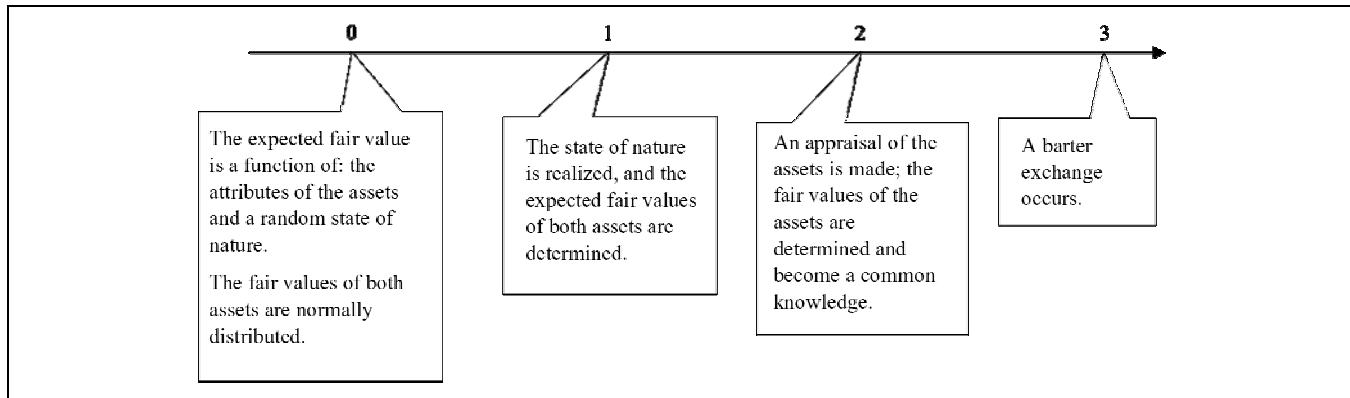 0 1 2 3
The expected fair value
is a function of: the
attributes of the assets
and a random state of
nature.
The fair values of both
assets are normally
distributed.
The state of nature
is realized, and the
expected fair values
of both assets are
determined.
An appraisal of the
assets is made; the
fair values of the
assets are
determined and
become a common
knowledge.
A barter
exchange
occurs.